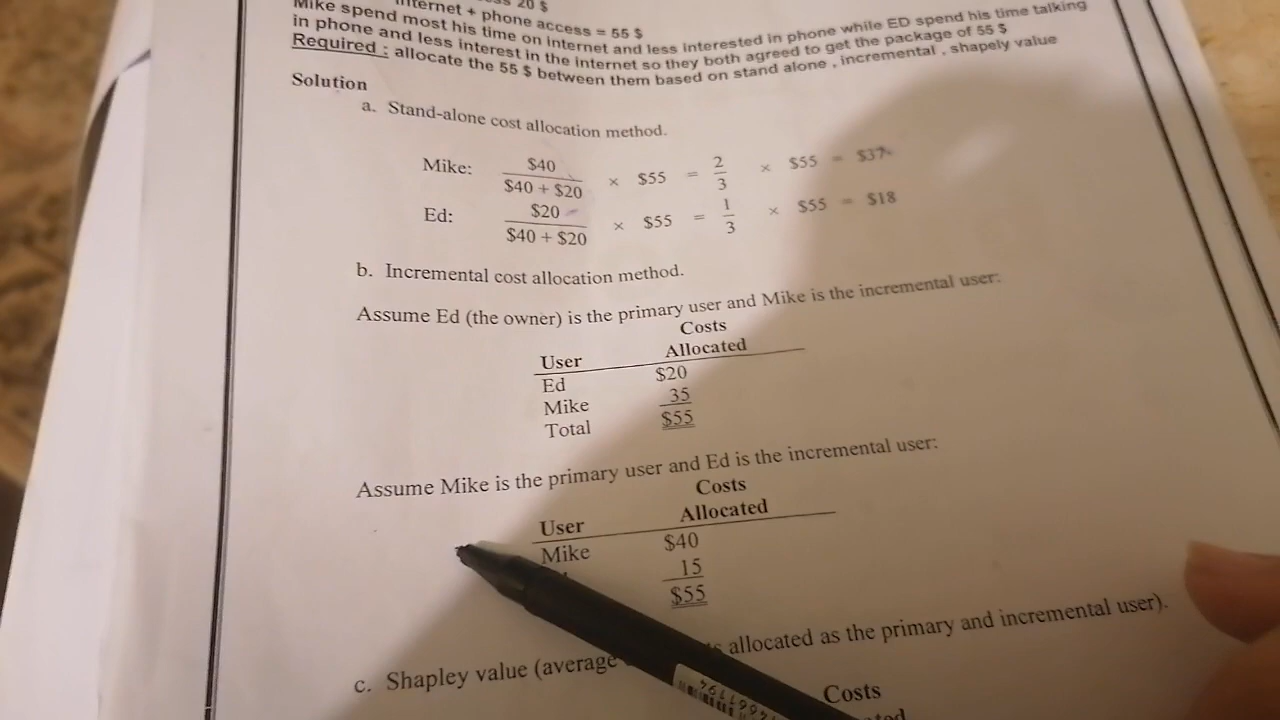 20 $
internet + phone access = 55 $
Mike spend most his time on internet and less interested in phone while ED spend his time talking
in phone and less interest in the internet so they both agreed to get the package of 55 $
Required : allocate the 55 $ between them based on stand alone , incremental , shapely value
Solution
a. Stand-alone cost allocation method.
Mike: $40 / $40 + $20 × $55 = 2/3 × $55 = $37
Ed: $20 / $40 + $20 × $55 = 1/3 × $55 = $18
b. Incremental cost allocation method.
Assume Ed (the owner) is the primary user and Mike is the incremental user:
Costs
User Allocated
Ed $20
Mike 35
Total $55
Assume Mike is the primary user and Ed is the incremental user:
Costs
User Allocated
Mike $40
15
$55
c. Shapley value (average allocated as the primary and incremental user).
Costs